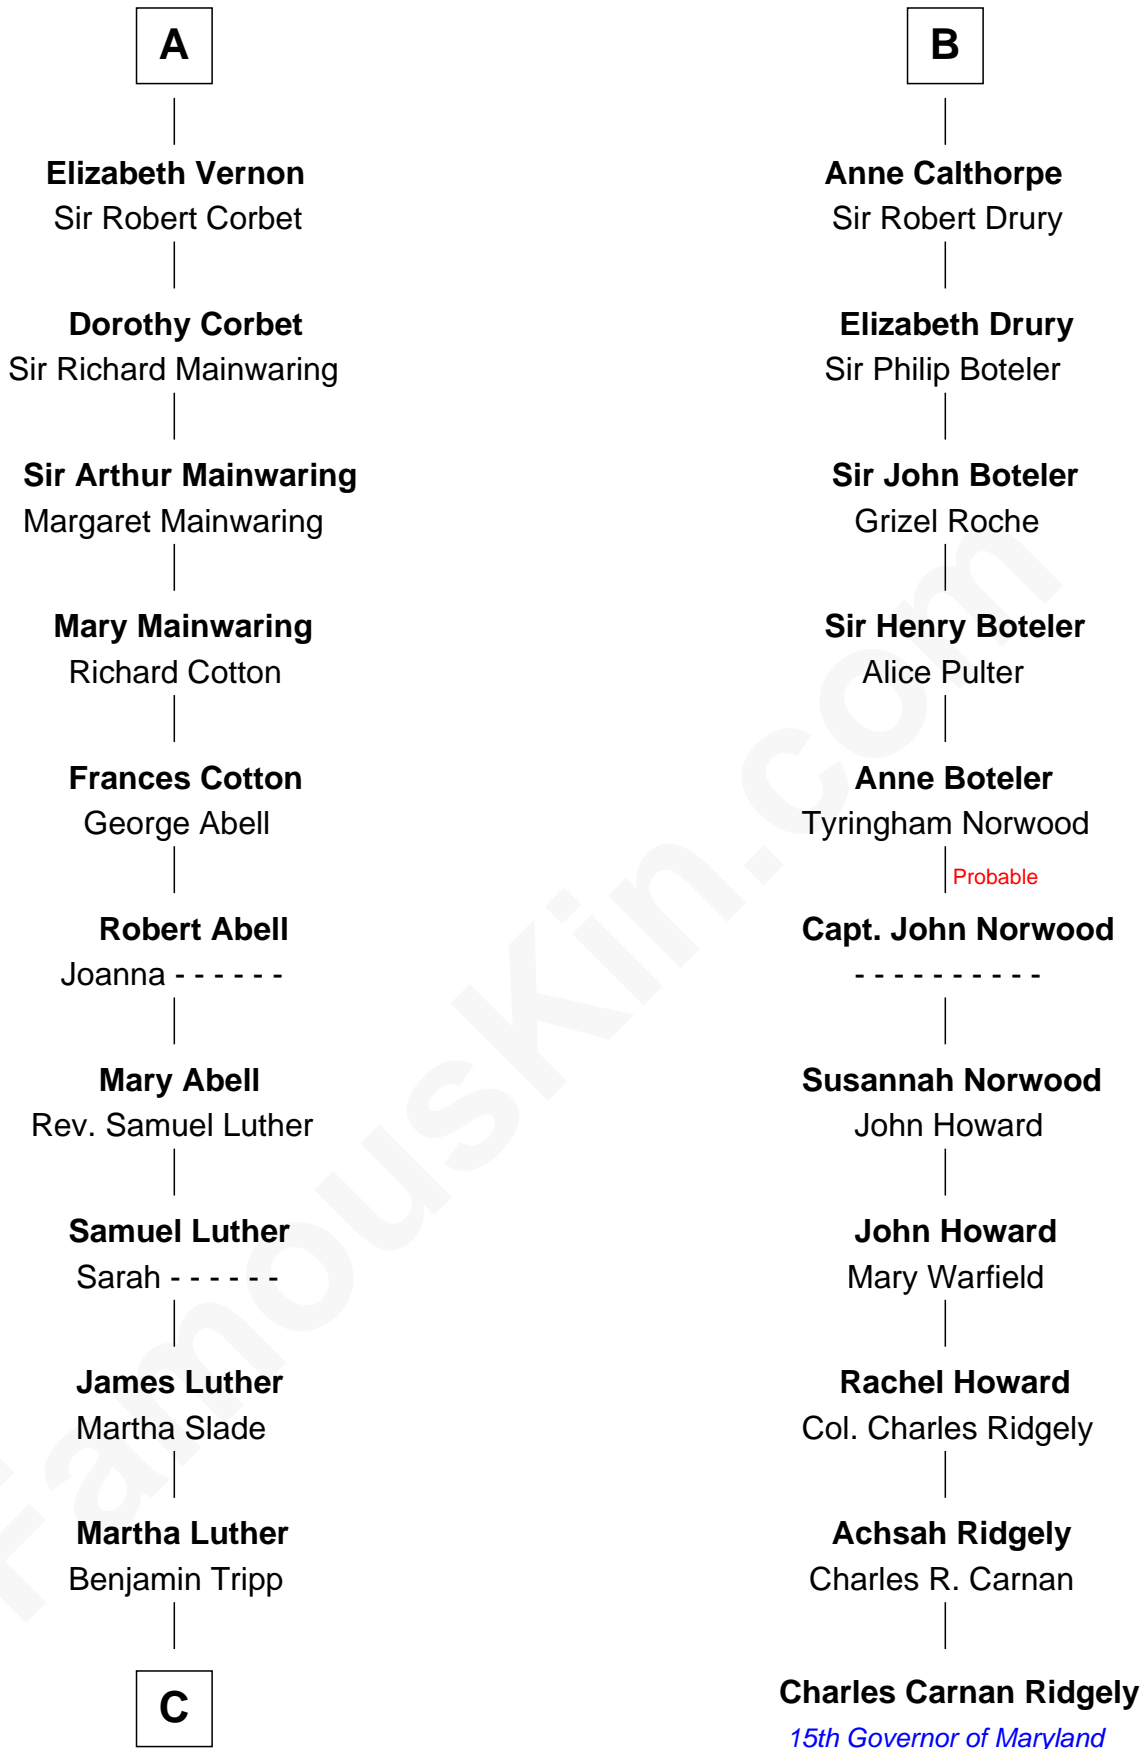 A
Elizabeth Vernon
Sir Robert Corbet
Dorothy Corbet
Sir Richard Mainwaring
Sir Arthur Mainwaring
Margaret Mainwaring
Mary Mainwaring
Richard Cotton
Frances Cotton
George Abell
Robert Abell
Joanna - - - - - -
Mary Abell
Rev. Samuel Luther
Samuel Luther
Sarah - - - - - -
James Luther
Martha Slade
Martha Luther
Benjamin Tripp
C
B
Anne Calthorpe
Sir Robert Drury
Elizabeth Drury
Sir Philip Boteler
Sir John Boteler
Grizel Roche
Sir Henry Boteler
Alice Pulter
Anne Boteler
Tyringham Norwood
Probable
Capt. John Norwood
- - - - - - - - - -
Susannah Norwood
John Howard
John Howard
Mary Warfield
Rachel Howard
Col. Charles Ridgely
Achsah Ridgely
Charles R. Carnan
Charles Carnan Ridgely
15th Governor of Maryland
FamousKin.com